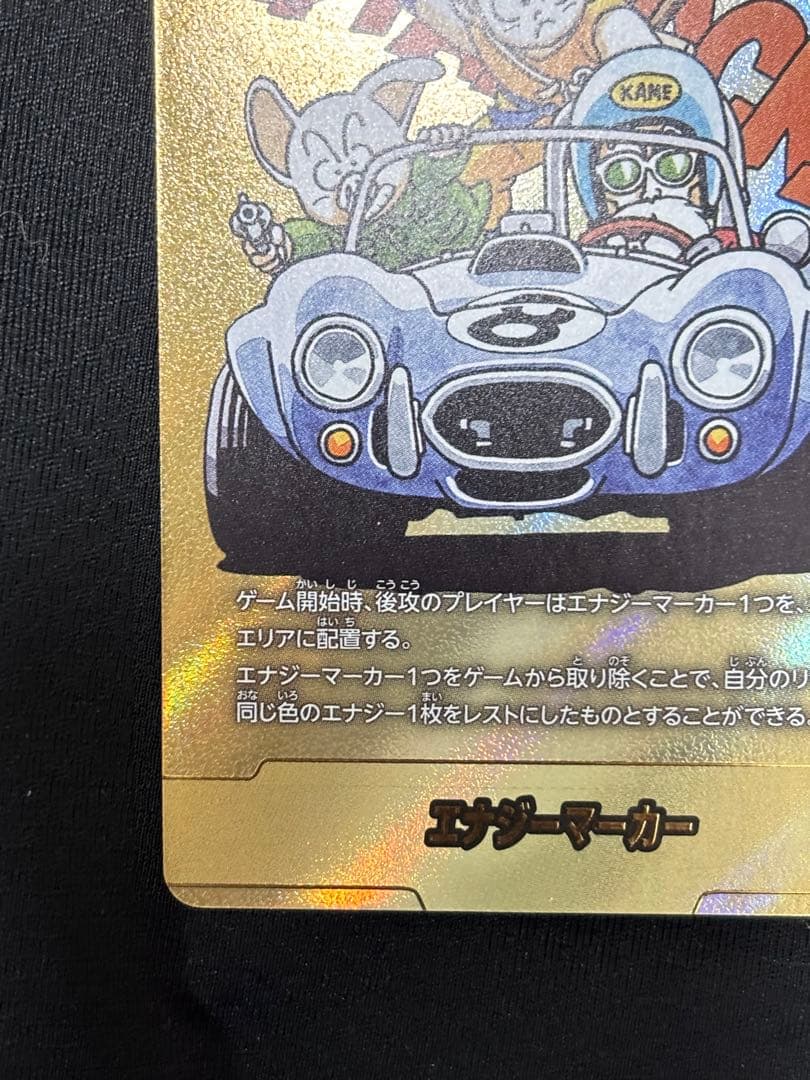 KAME
8
ゲーム開始時、後攻のプレイヤーはエナジーマーカー1つを、
エリアに配置する。
エナジーマーカー1つをゲームから取り除くことで、自分のリ
同じ色のエナジー1枚をレストにしたものとすることができる。
エナジーマーカー